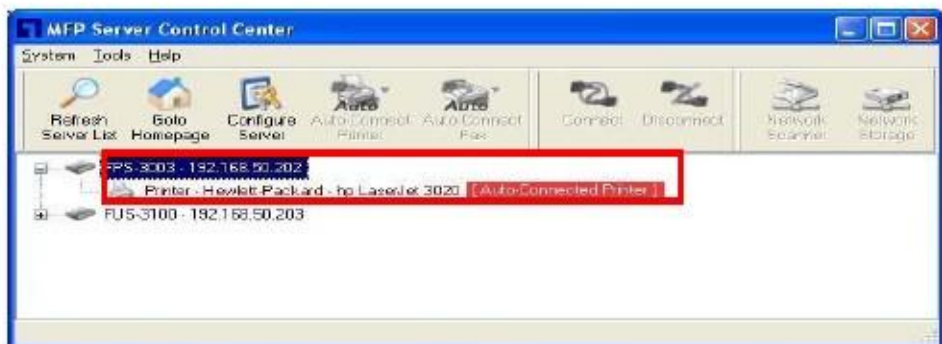 MFP Server Control Center
System Tools Help
Refresh Server List
Goto Homepage
Configure Server
Auto
Auto-Connect Printer
Auto
Auto Connect Fax
Connect
Disconnect
Network Scanner
Network Storage
FPS-3003 - 192.168.50.202
Printer - Hewlett-Packard - hp LaserJet 3020 [ Auto-Connected Printer ]
FUS-3100 - 192.168.50.203